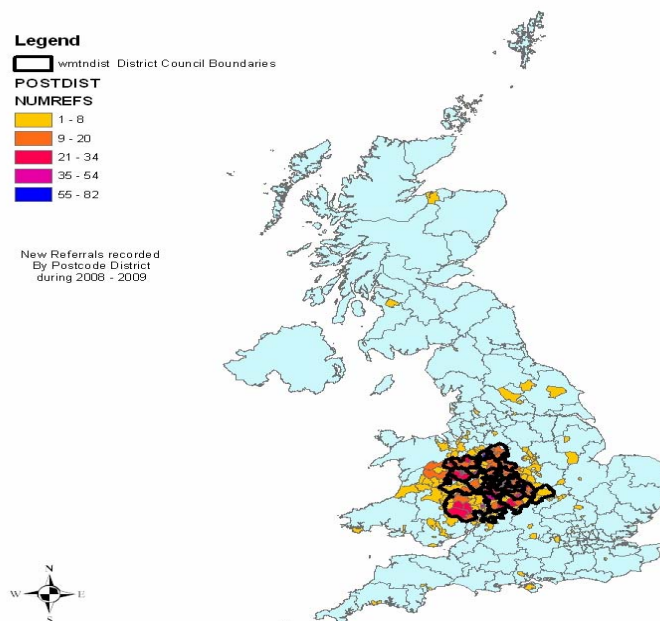 Legend
wmtndist District Council Boundaries
POSTDIST
NUMREFS
1 - 8
9 - 20
21 - 34
35 - 54
55 - 82
New Referrals recorded
By Postcode District
during 2008 - 2009
N
W E
S